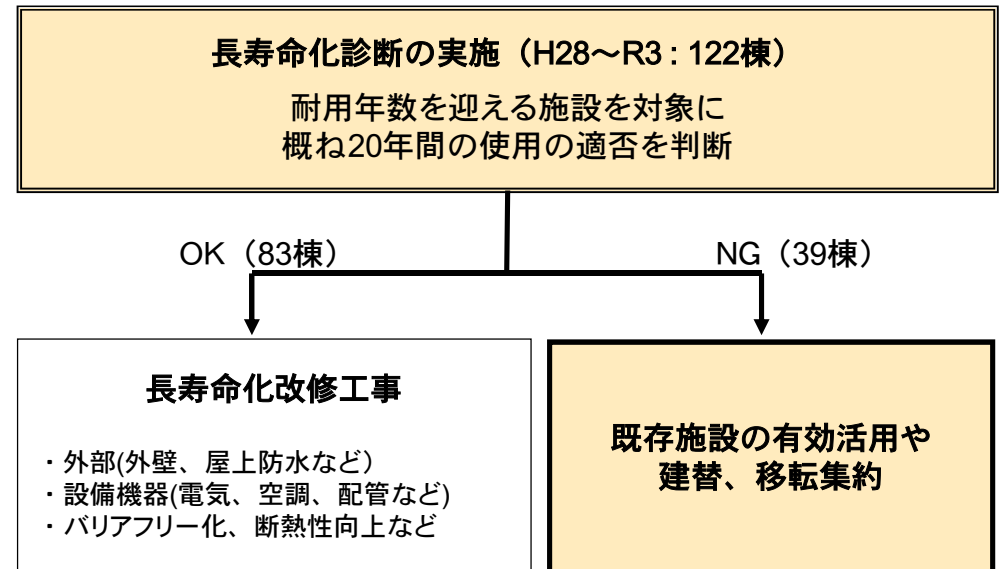 長寿命化診断の実施（H28～R3 : 122棟）
耐用年数を迎える施設を対象に
概ね20年間の使用の適否を判断
OK（83棟）
NG（39棟）
長寿命化改修工事
・外部(外壁、屋上防水など）
・設備機器(電気、空調、配管など)
・バリアフリー化、断熱性向上など
既存施設の有効活用や
建替、移転集約